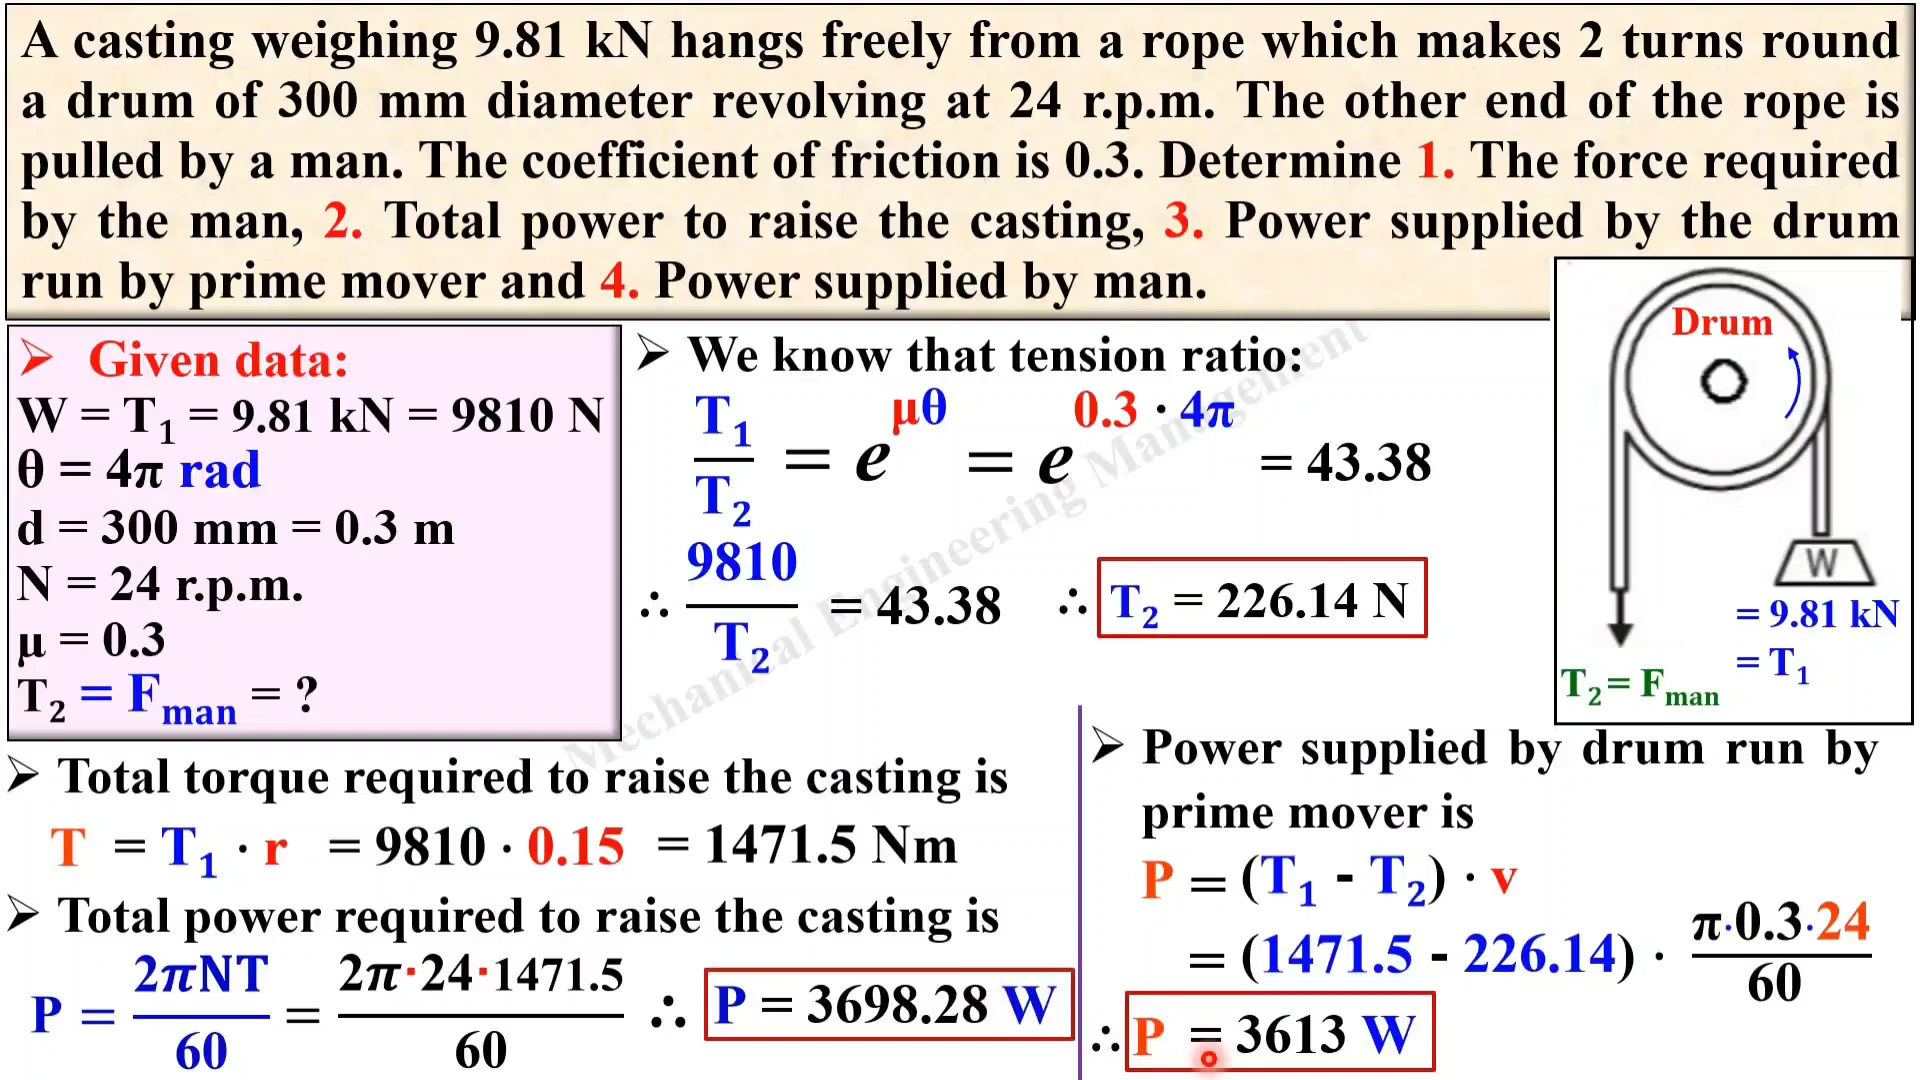 A casting weighing 9.81 kN hangs freely from a rope which makes 2 turns round
a drum of 300 mm diameter revolving at 24 r.p.m. The other end of the rope is
pulled by a man. The coefficient of friction is 0.3. Determine 1. The force required
by the man, 2. Total power to raise the casting, 3. Power supplied by the drum
run by prime mover and 4. Power supplied by man.
➢ Given data:
W = T₁ = 9.81 kN = 9810 N
θ = 4π rad
d = 300 mm = 0.3 m
N = 24 r.p.m.
μ = 0.3
T₂ = F_man = ?
➢ We know that tension ratio:
T₁/T₂ = e^(μθ) = e^(0.3 · 4π) = 43.38
∴ 9810/T₂ = 43.38 ∴ T₂ = 226.14 N
Drum
W
= 9.81 kN
= T₁
T₂ = F_man
➢ Total torque required to raise the casting is
T = T₁ · r = 9810 · 0.15 = 1471.5 Nm
➢ Total power required to raise the casting is
P = 2πNT/60 = 2π·24·1471.5/60 ∴ P = 3698.28 W
➢ Power supplied by drum run by
prime mover is
P = (T₁ - T₂) · v
= (1471.5 - 226.14) · π·0.3·24/60
∴ P = 3613 W
Mechanical Engineering Management